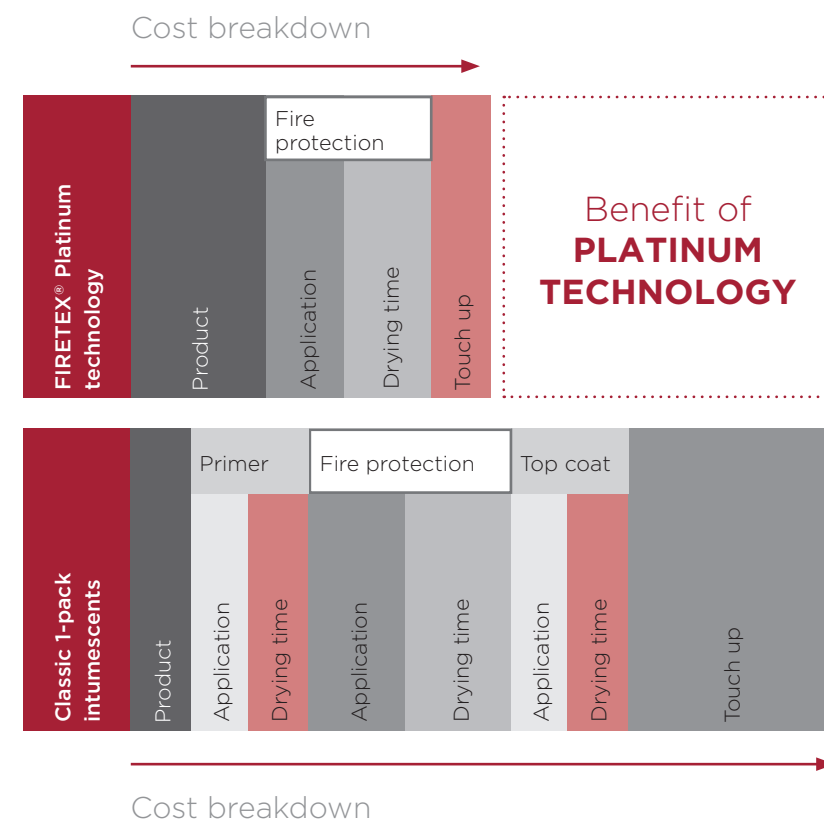 Cost breakdown
FIRETEX® Platinum
technology
Product
Fire
protection
Application
Drying time
Touch up
Benefit of
PLATINUM
TECHNOLOGY
Classic 1-pack
intumescents
Product
Primer
Application
Drying time
Fire protection
Application
Drying time
Top coat
Application
Drying time
Touch up
Cost breakdown